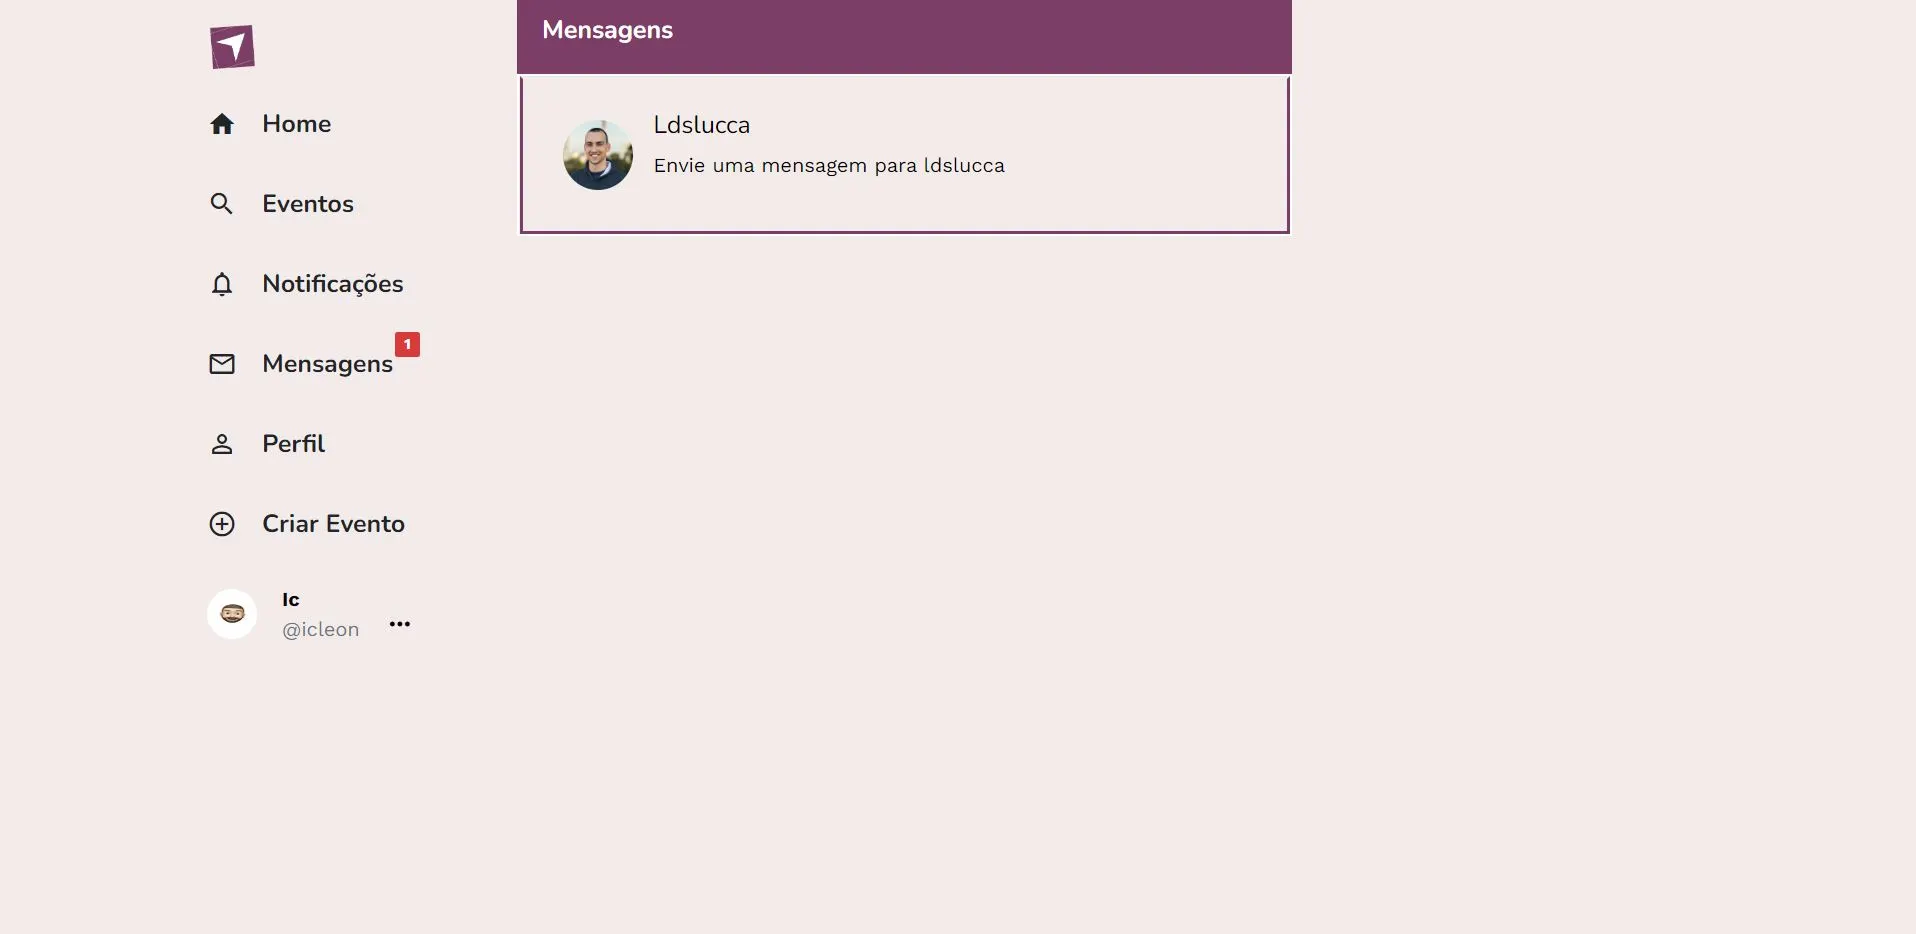 Home
Eventos
Notificações
Mensagens
1
Perfil
Criar Evento
Ic
@icleon
Mensagens
Ldslucca
Envie uma mensagem para ldslucca